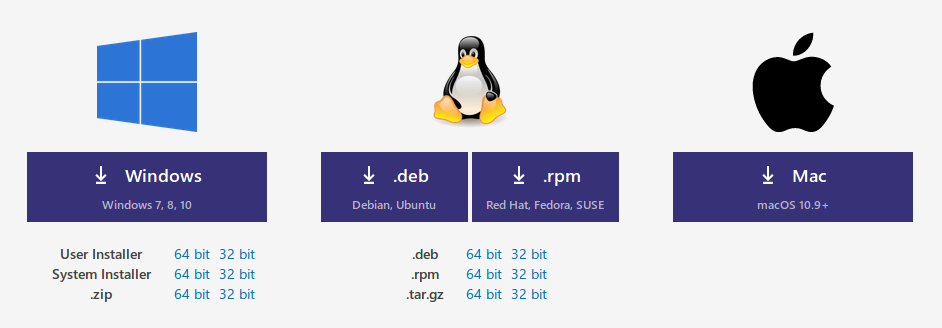 Windows
Windows 7, 8, 10
.deb
Debian, Ubuntu
.rpm
Red Hat, Fedora, SUSE
Mac
macOS 10.9+
User Installer 64 bit 32 bit
System Installer 64 bit 32 bit
.zip 64 bit 32 bit
.deb 64 bit 32 bit
.rpm 64 bit 32 bit
.tar.gz 64 bit 32 bit